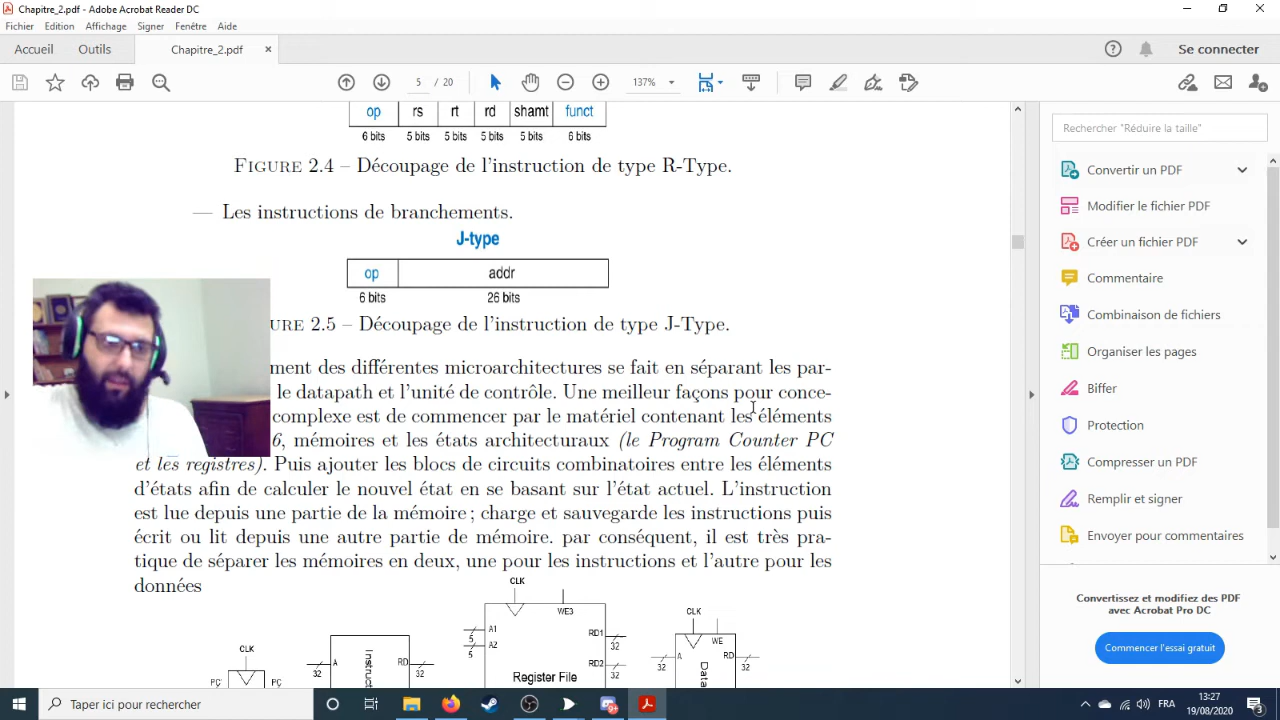 Chapitre_2.pdf - Adobe Acrobat Reader DC
Fichier Edition Affichage Signer Fenêtre Aide
Accueil Outils Chapitre_2.pdf × Se connecter
5 / 20 137%
op rs rt rd shamt funct
6 bits 5 bits 5 bits 5 bits 5 bits 6 bits
FIGURE 2.4 – Découpage de l'instruction de type R-Type.
— Les instructions de branchements.
J-type
op addr
6 bits 26 bits
URE 2.5 – Découpage de l'instruction de type J-Type.
ment des différentes microarchitectures se fait en séparant les par-
le datapath et l'unité de contrôle. Une meilleur façons pour conce-
complexe est de commencer par le matériel contenant les éléments
6, mémoires et les états architecturaux (le Program Counter PC
et les registres). Puis ajouter les blocs de circuits combinatoires entre les éléments
d'états afin de calculer le nouvel état en se basant sur l'état actuel. L'instruction
est lue depuis une partie de la mémoire ; charge et sauvegarde les instructions puis
écrit ou lit depuis une autre partie de mémoire. par conséquent, il est très pra-
tique de séparer les mémoires en deux, une pour les instructions et l'autre pour les
données
CLK
WE3
A1 RD1
5 32
A2
5
RD2
32
Register File
CLK
PC' PC
A RD
32 32
Instruc
CLK
WE
A RD
32 32
Data
Rechercher "Réduire la taille"
Convertir un PDF
Modifier le fichier PDF
Créer un fichier PDF
Commentaire
Combinaison de fichiers
Organiser les pages
Biffer
Protection
Compresser un PDF
Remplir et signer
Envoyer pour commentaires
Convertissez et modifiez des PDF
avec Acrobat Pro DC
Commencer l'essai gratuit
Taper ici pour rechercher
FRA
13:27
19/08/2020
3